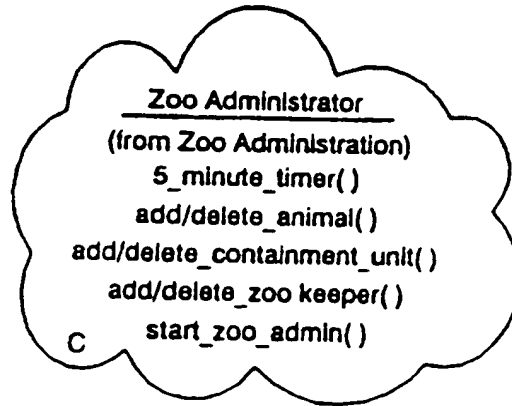 Zoo Administrator
(from Zoo Administration)
5_minute_timer( )
add/delete_animal( )
add/delete_containment_unit( )
add/delete_zoo keeper( )
start_zoo_admin( )
C